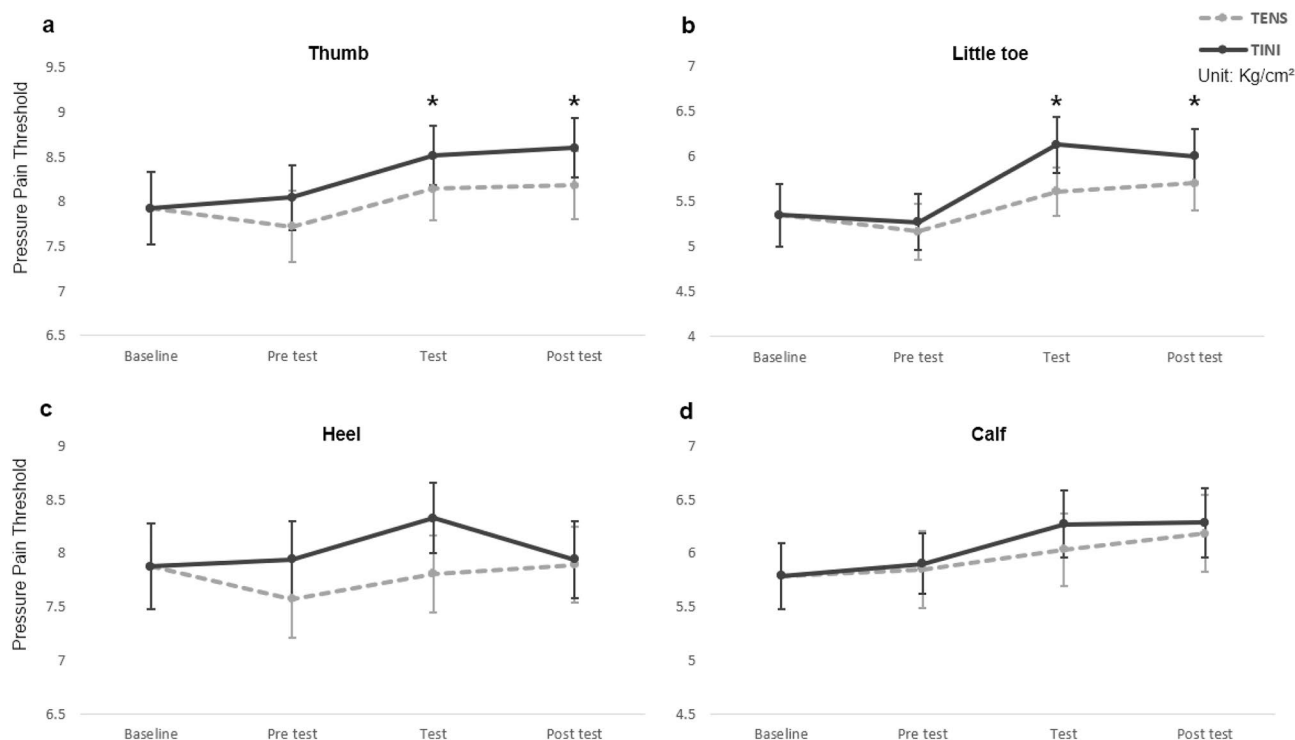 a
Thumb
Pressure Pain Threshold
9.5
9
8.5
8
7.5
7
6.5
* *
Baseline Pre test Test Post test
b
Little toe
7
6.5
6
5.5
5
4.5
4
* *
Baseline Pre test Test Post test
TENS
TINI
Unit: Kg/cm²
c
Heel
Pressure Pain Threshold
9
8.5
8
7.5
7
6.5
Baseline Pre test Test Post test
d
Calf
7
6.5
6
5.5
5
4.5
Baseline Pre test Test Post test